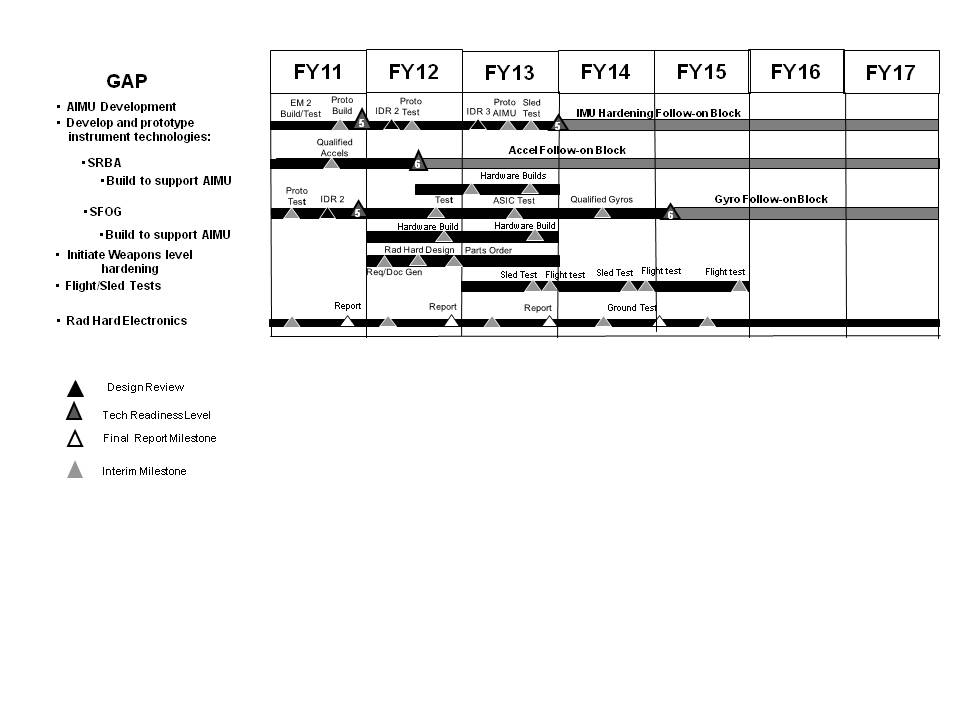 GAP
FY11 FY12 FY13 FY14 FY15 FY16 FY17
• AIMU Development
• Develop and prototype
instrument technologies:
EM 2
Build/Test
Proto
Build
5
IDR 2
Proto
Test
IDR 3
Proto
AIMU
Sled
Test
5
IMU Hardening Follow-on Block
• SRBA
Qualified
Accels
6
Accel Follow-on Block
• Build to support AIMU
Hardware Builds
• SFOG
Proto
Test
IDR 2
5
Test
ASIC Test
Qualified Gyros
6
Gyro Follow-on Block
• Build to support AIMU
Hardware Build
Hardware Build
• Initiate Weapons level
hardening
Rad Hard Design
Parts Order
Req/Doc Gen
• Flight/Sled Tests
Sled Test
Flight test
Sled Test
Flight test
Flight test
• Rad Hard Electronics
Report
Report
Report
Ground Test
Design Review
Tech Readiness Level
Final Report Milestone
Interim Milestone